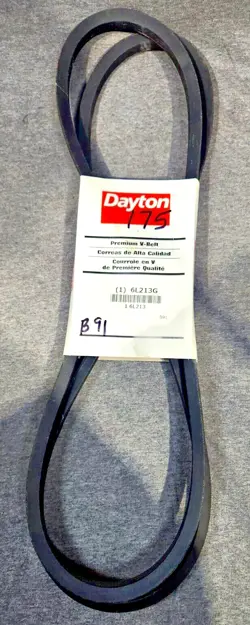 Dayton
175
Premium V-Belt
Correas de Alta Calidad
Courroie en V
de Première Qualité
(1) 6L213G
B91